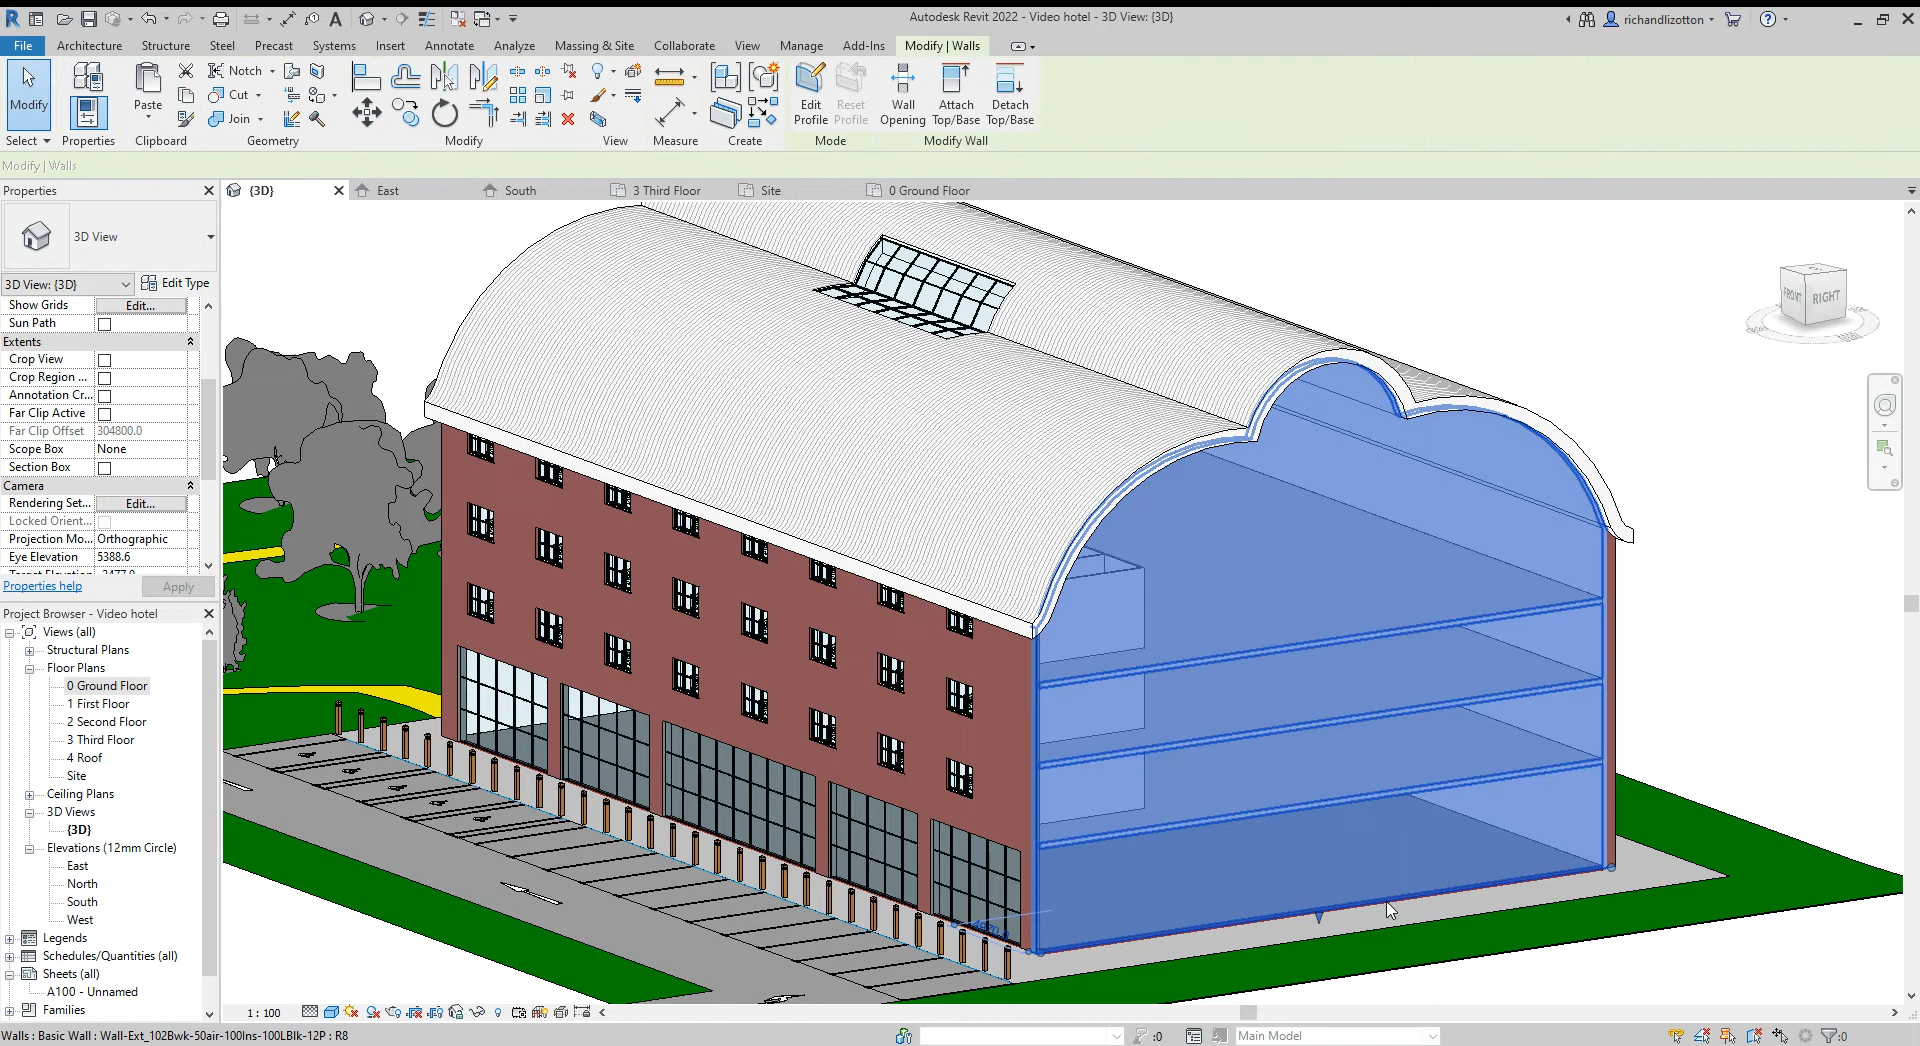 Autodesk Revit 2022 - Video hotel - 3D View: {3D}
richandlizotton
File
Architecture
Structure
Steel
Precast
Systems
Insert
Annotate
Analyze
Massing & Site
Collaborate
View
Manage
Add-Ins
Modify | Walls
Modify
Paste
Notch
Cut
Join
Edit
Profile
Reset
Profile
Wall
Opening
Attach
Top/Base
Detach
Top/Base
Select
Properties
Clipboard
Geometry
Modify
View
Measure
Create
Mode
Modify Wall
Modify | Walls
Properties
{3D}
East
South
3 Third Floor
Site
0 Ground Floor
3D View
3D View: {3D}
Edit Type
Show Grids
Edit...
Sun Path
Extents
Crop View
Crop Region ...
Annotation Cr...
Far Clip Active
Far Clip Offset 304800.0
Scope Box None
Section Box
Camera
Rendering Set... Edit...
Locked Orient...
Projection Mo... Orthographic
Eye Elevation 5388.6
Properties help
Apply
Project Browser - Video hotel
Views (all)
Structural Plans
Floor Plans
0 Ground Floor
1 First Floor
2 Second Floor
3 Third Floor
4 Roof
Site
Ceiling Plans
3D Views
{3D}
Elevations (12mm Circle)
East
North
South
West
Legends
Schedules/Quantities (all)
Sheets (all)
A100 - Unnamed
Families
FRONT
RIGHT
1 : 100
Walls : Basic Wall : Wall-Ext_102Bwk-50air-100Ins-100LBlk-12P : R8
:0
Main Model
:0